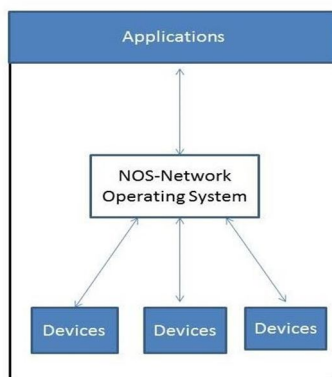 Applications
NOS-Network
Operating System
Devices
Devices
Devices